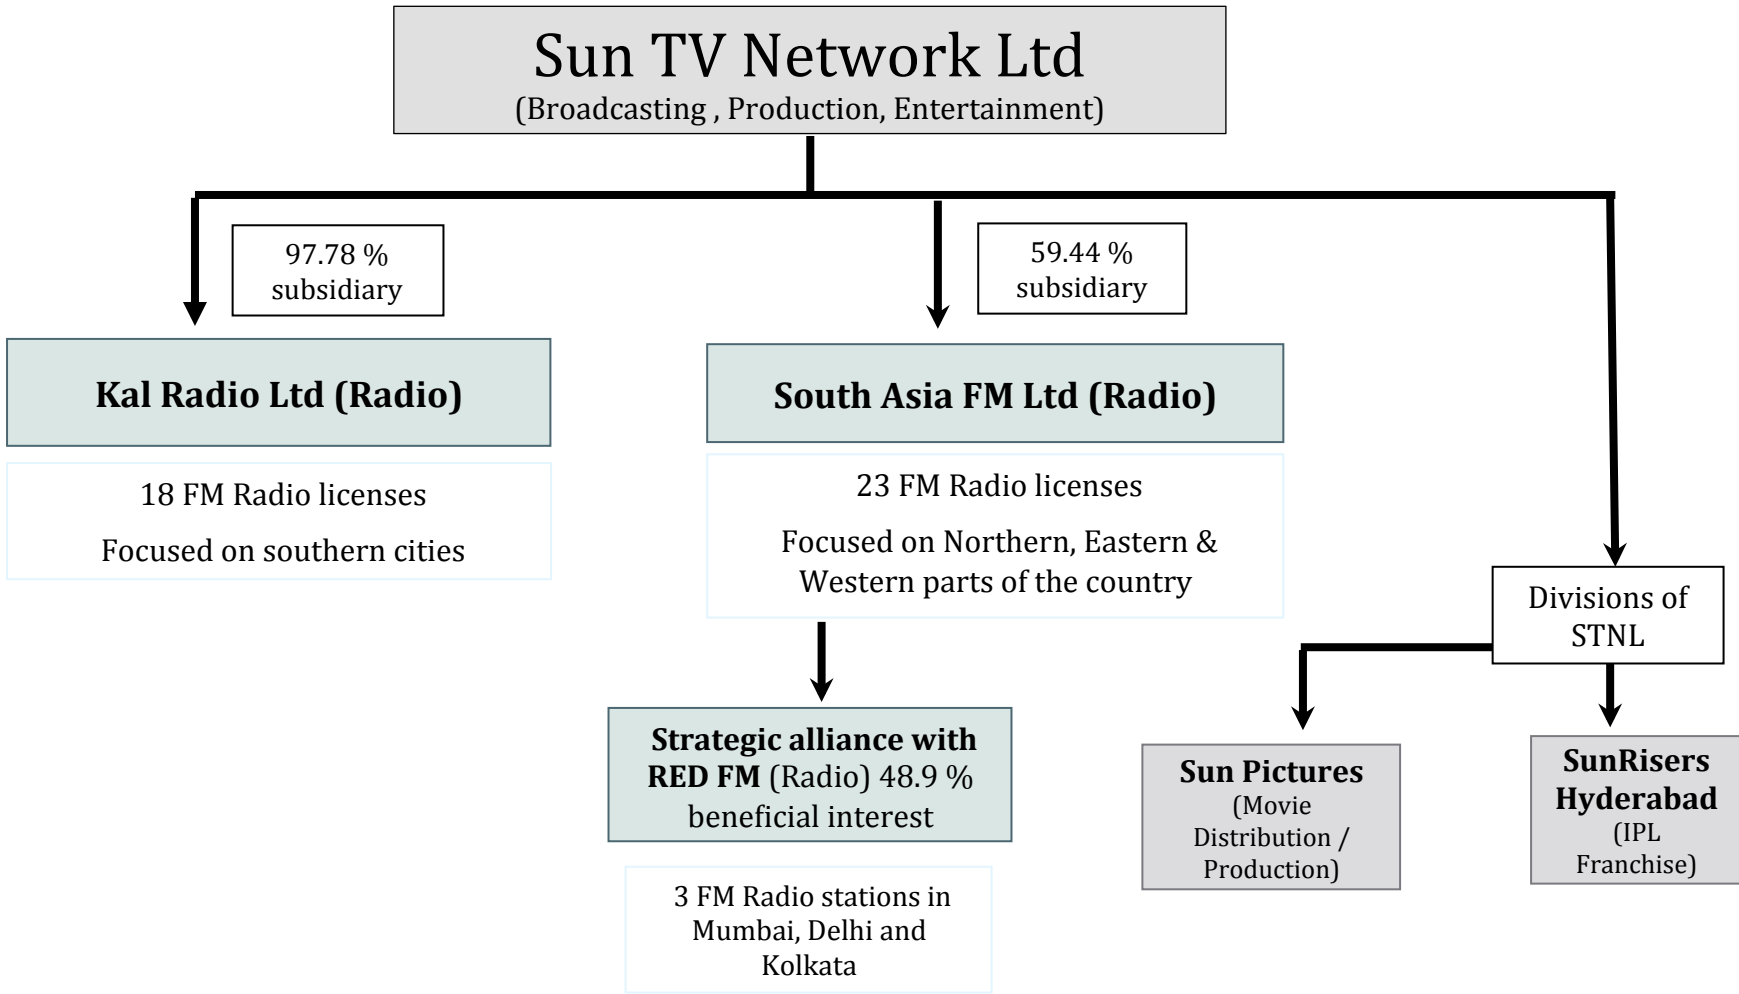 Sun TV Network Ltd
(Broadcasting , Production, Entertainment)
97.78 %
subsidiary
59.44 %
subsidiary
Kal Radio Ltd (Radio)
South Asia FM Ltd (Radio)
18 FM Radio licenses
Focused on southern cities
23 FM Radio licenses
Focused on Northern, Eastern &
Western parts of the country
Divisions of
STNL
Strategic alliance with
RED FM (Radio) 48.9 %
beneficial interest
3 FM Radio stations in
Mumbai, Delhi and
Kolkata
Sun Pictures
(Movie
Distribution /
Production)
SunRisers
Hyderabad
(IPL
Franchise)